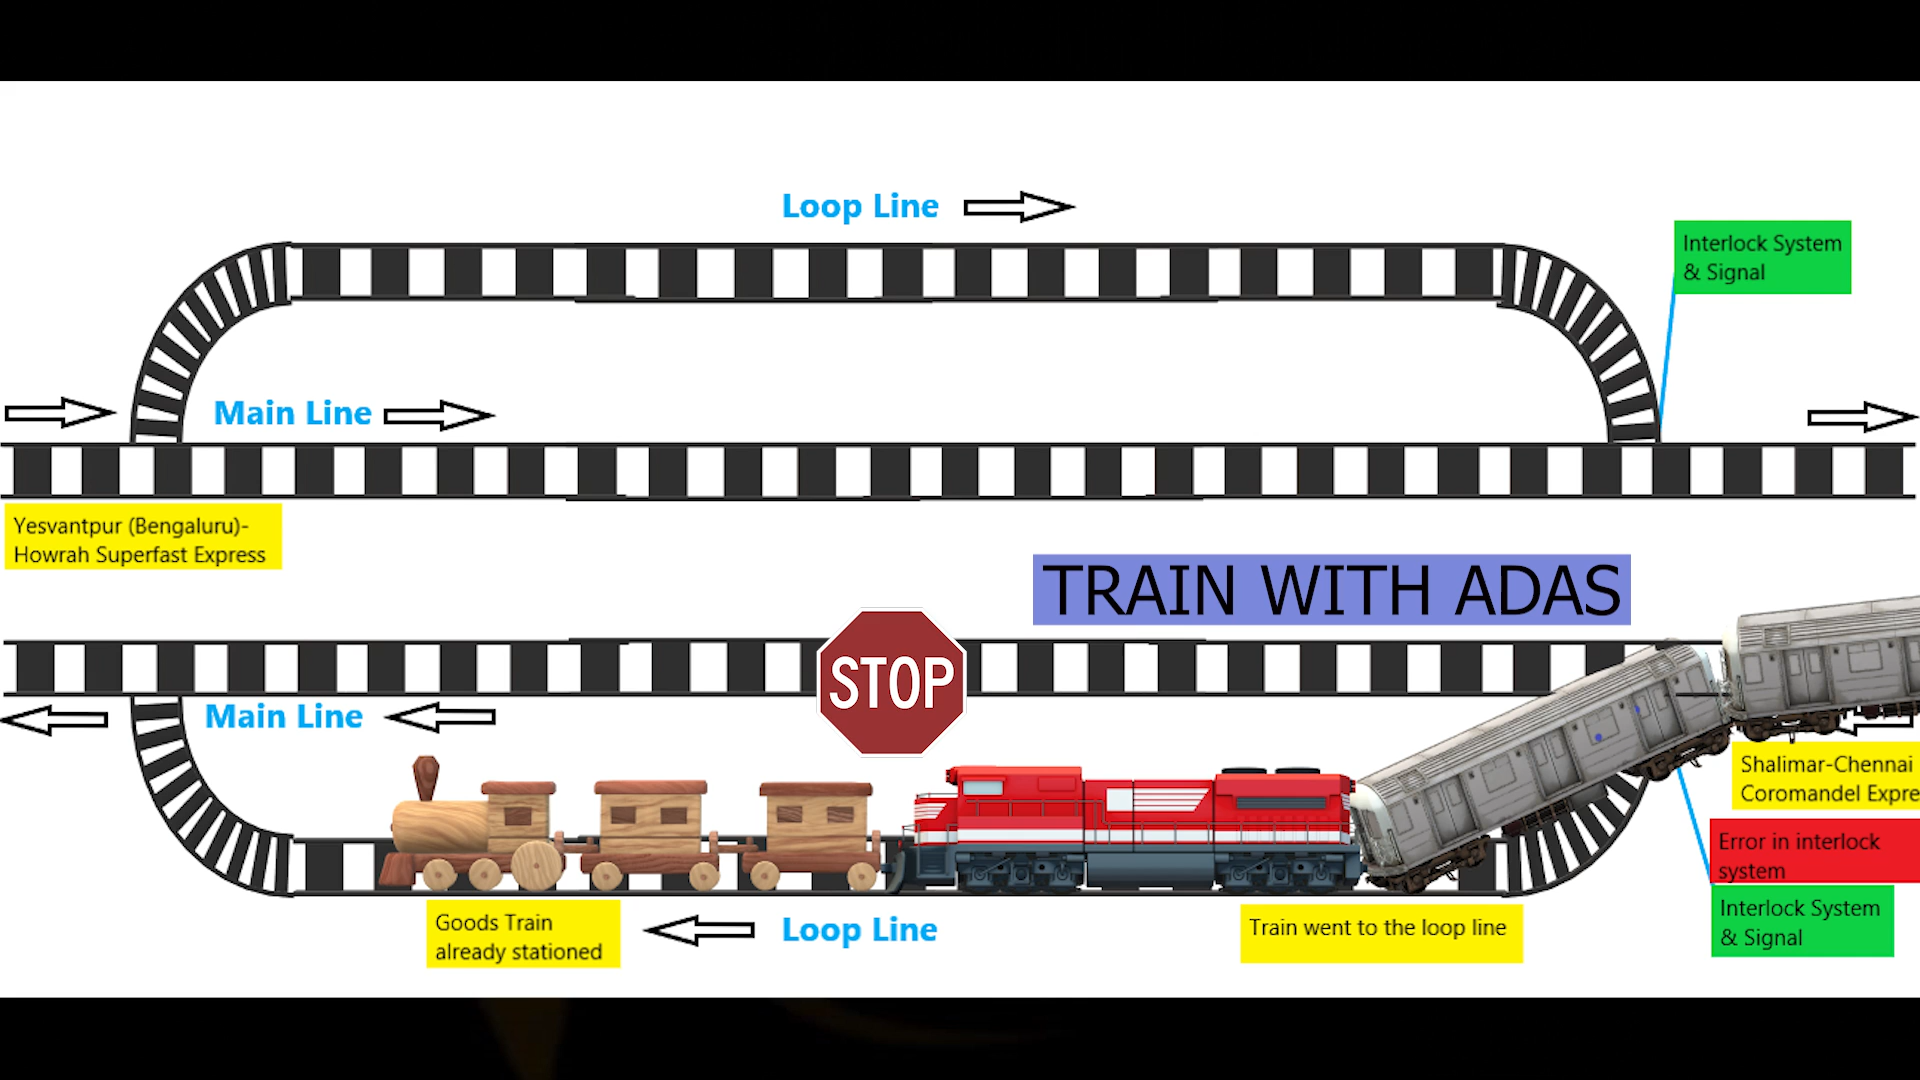 Loop Line
Interlock System
& Signal
Main Line
Yesvantpur (Bengaluru)-
Howrah Superfast Express
TRAIN WITH ADAS
STOP
Main Line
Shalimar-Chennai
Coromandel Expre
Error in interlock
system
Interlock System
& Signal
Goods Train
already stationed
Loop Line
Train went to the loop line